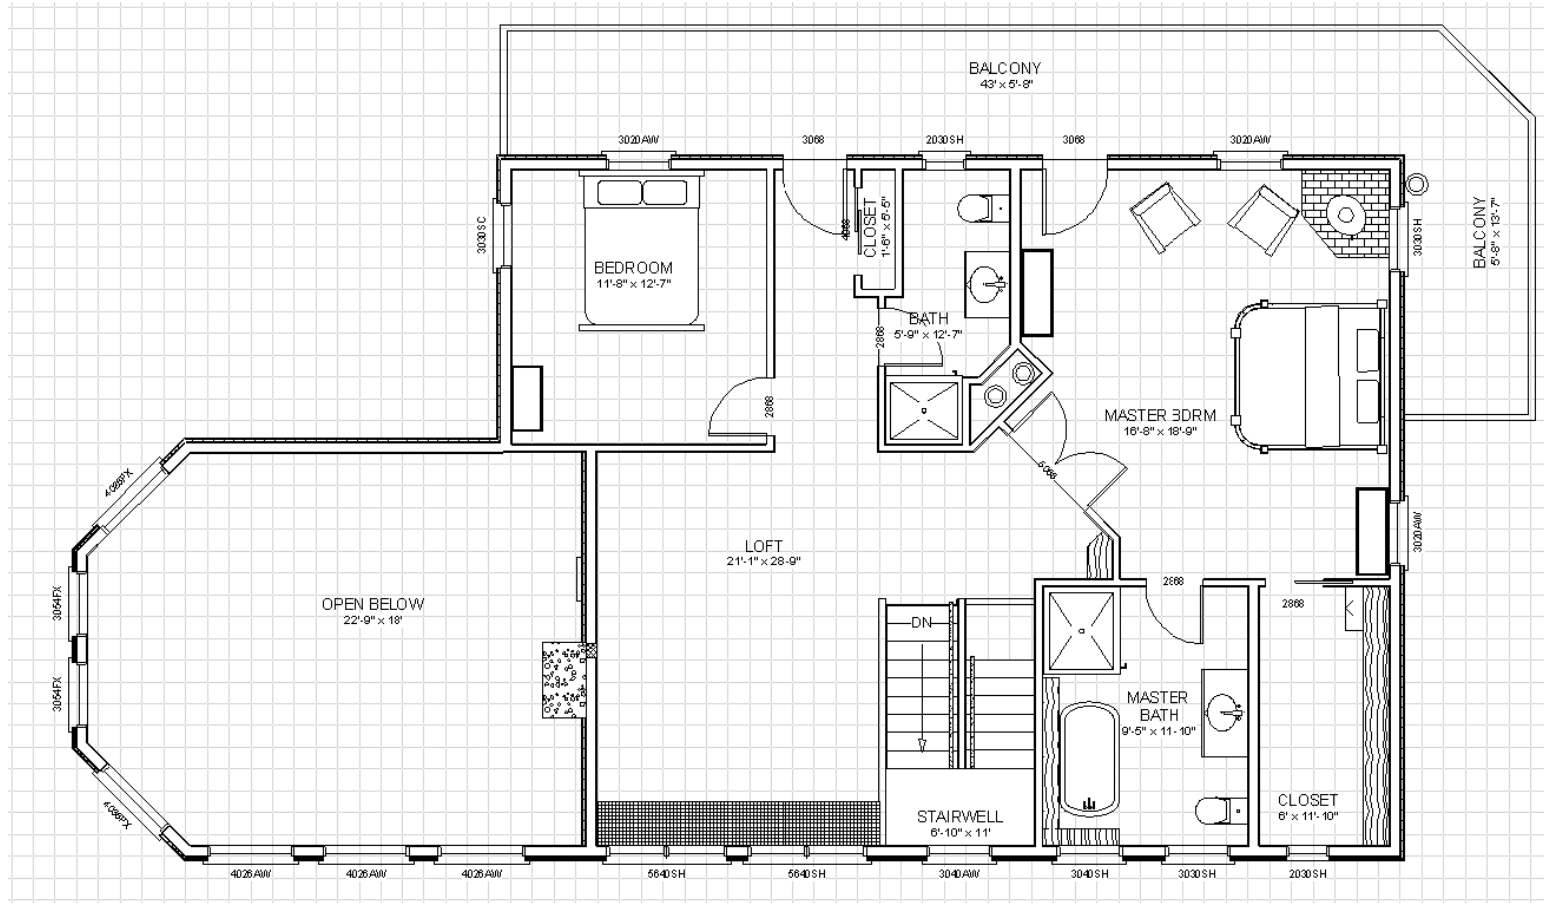 BALCONY
43' x 5'-8"
3020AW
3068
2030SH
3068
3020AW
3030SC
BEDROOM
11'-8" x 12'-7"
4068
CLOSET
1'-6" x 5'-5"
BATH
5'-9" x 12'-7"
2868
2868
3030SH
BALCONY
5'-8" x 13'-7"
MASTER BDRM
16'-8" x 18'-9"
5068
3020AW
LOFT
21'-1" x 28'-9"
OPEN BELOW
22'-9" x 18'
3054FX
3054FX
2868
2868
DN
MASTER
BATH
9'-5" x 11'-10"
STAIRWELL
6'-10" x 11'
CLOSET
6' x 11'-10"
4026AW
4026AW
4026AW
5640SH
5640SH
3040AW
3040SH
3030SH
2030SH